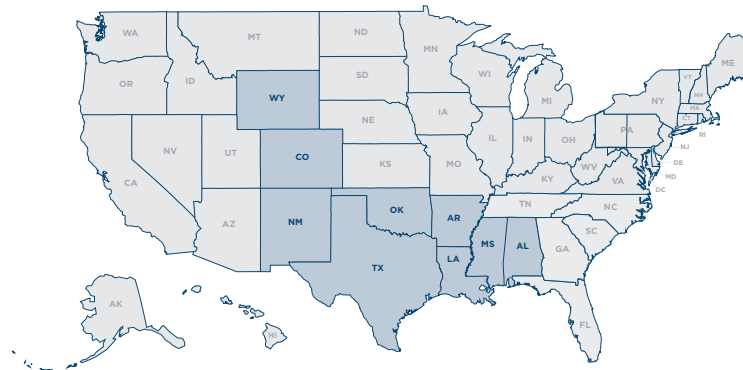 WA
MT
ND
MN
ME
OR
ID
SD
WI
VT
NH
WY
MI
NY
MA
CT
RI
NE
IA
PA
NJ
NV
UT
CO
IL
IN
OH
DE
KS
MO
WV
MD
CA
KY
VA
DC
OK
AR
TN
NC
AZ
NM
SC
MS
AL
GA
LA
TX
AK
FL
HI